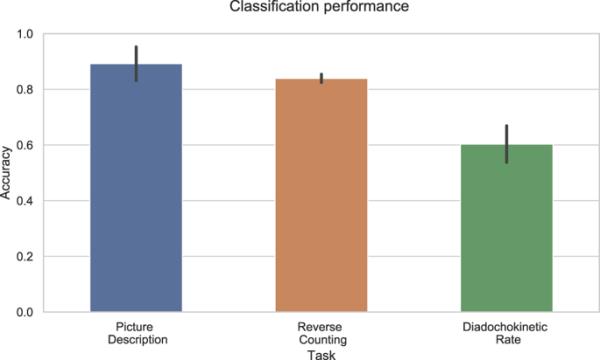 Classification performance
1.0
0.8
0.6
0.4
0.2
0.0
Accuracy
Picture
Description
Reverse
Counting
Diadochokinetic
Rate
Task